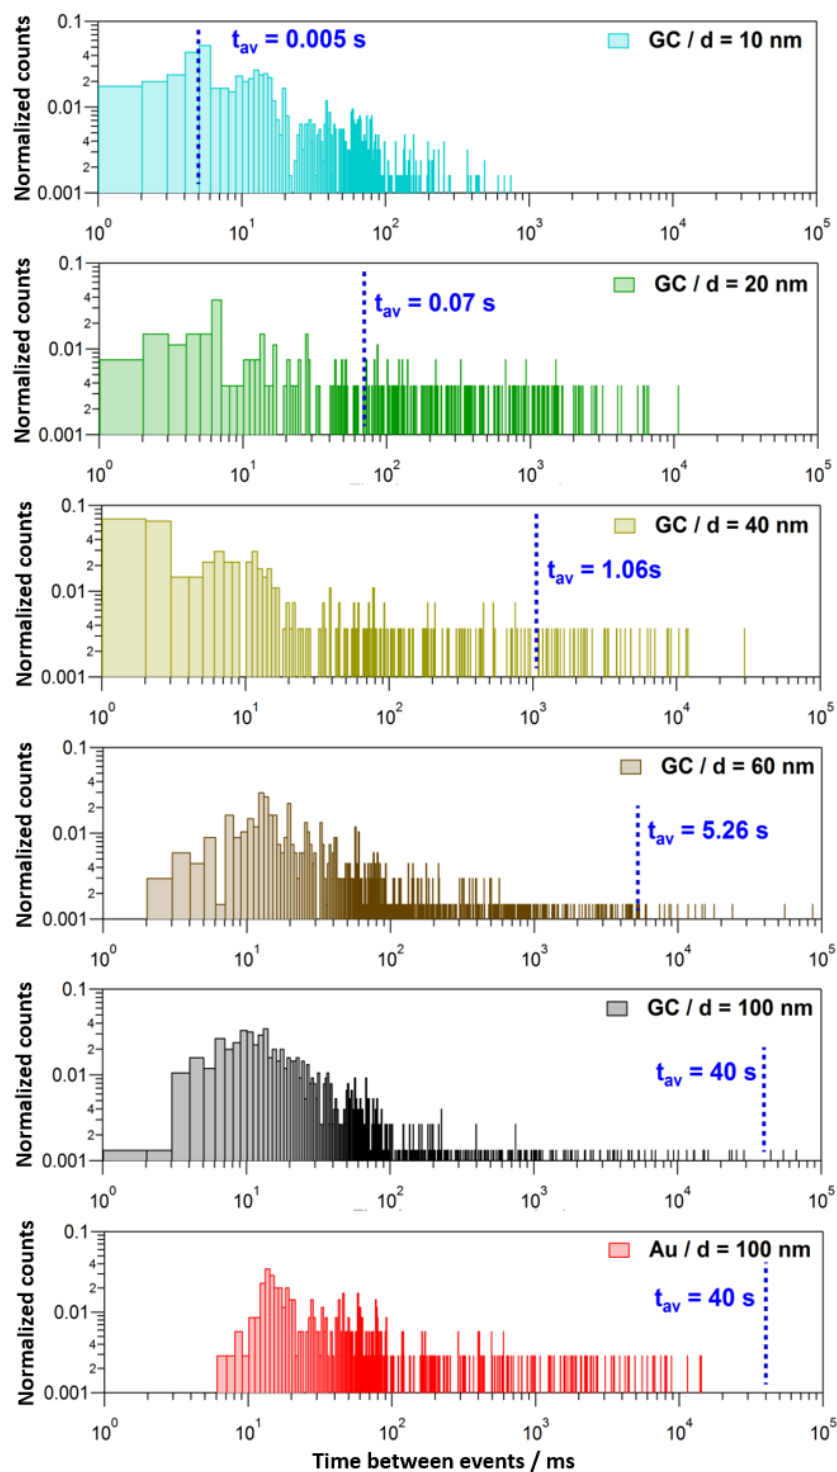 Normalized counts
0.1
4
2
0.01
4
2
0.001
t_av = 0.005 s
GC / d = 10 nm
10^0 10^1 10^2 10^3 10^4 10^5
Normalized counts
0.1
4
2
0.01
4
2
0.001
t_av = 0.07 s
GC / d = 20 nm
10^0 10^1 10^2 10^3 10^4 10^5
Normalized counts
0.1
4
2
0.01
4
2
0.001
t_av = 1.06s
GC / d = 40 nm
10^0 10^1 10^2 10^3 10^4 10^5
Normalized counts
0.1
4
2
0.01
4
2
0.001
t_av = 5.26 s
GC / d = 60 nm
10^0 10^1 10^2 10^3 10^4 10^5
Normalized counts
0.1
4
2
0.01
4
2
0.001
t_av = 40 s
GC / d = 100 nm
10^0 10^1 10^2 10^3 10^4 10^5
Normalized counts
0.1
4
2
0.01
4
2
0.001
t_av = 40 s
Au / d = 100 nm
10^0 10^1 10^2 10^3 10^4 10^5
Time between events / ms